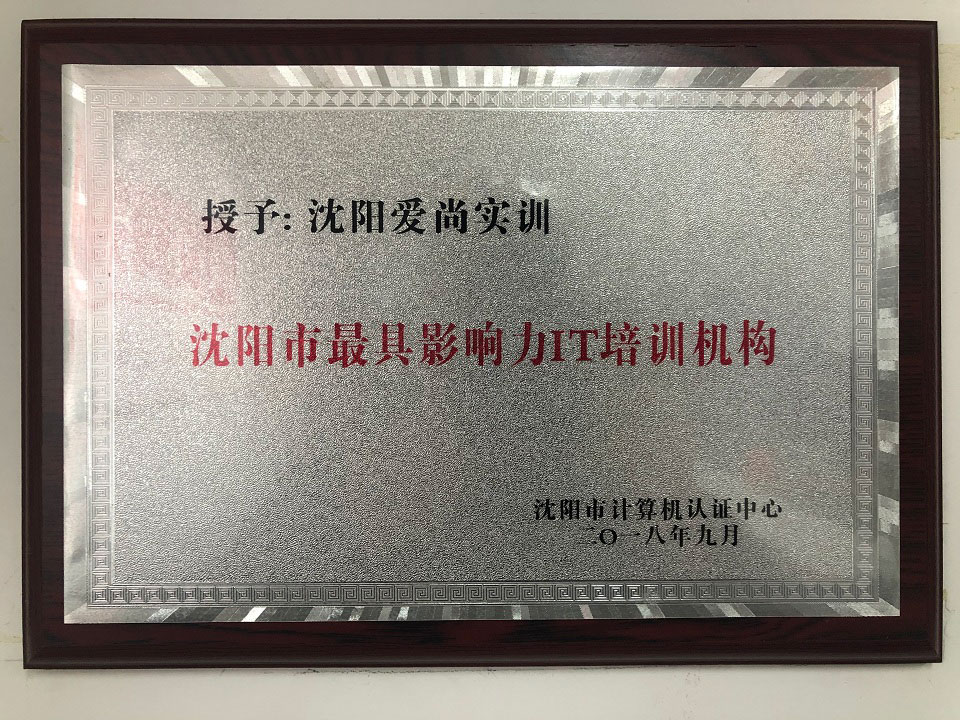 授予: 沈阳爱尚实训
沈阳市最具影响力IT培训机构
沈阳市计算机认证中心
二〇一八年九月